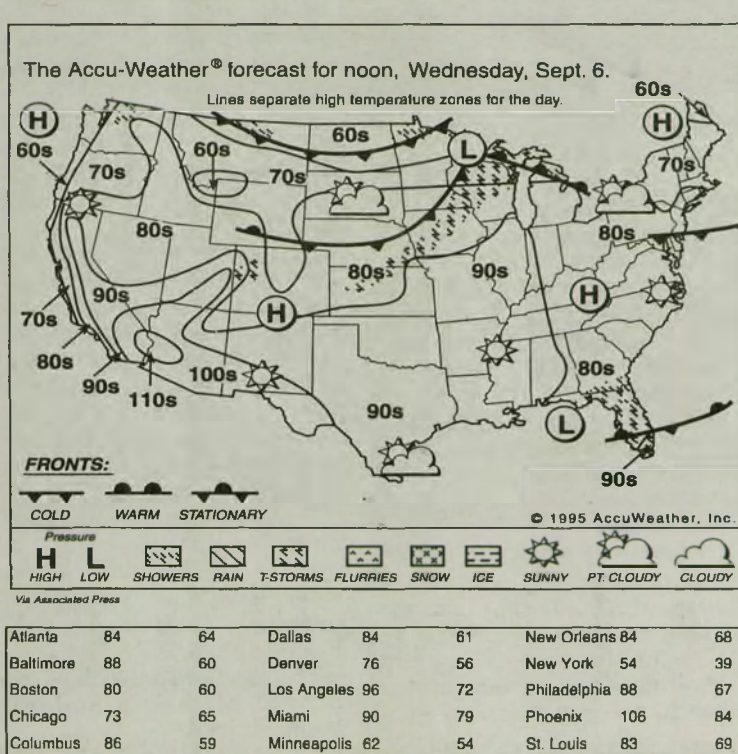 The Accu-Weather® forecast for noon, Wednesday, Sept. 6.
Lines separate high temperature zones for the day.
60s
H
H
60s
60s
60s
L
70s
70s
70s
80s
80s
80s
90s
90s
H
H
70s
80s
90s
110s
100s
80s
90s
L
90s
FRONTS:
COLD WARM STATIONARY
© 1995 AccuWeather, Inc.
Pressure
H L
HIGH LOW SHOWERS RAIN T-STORMS FLURRIES SNOW ICE SUNNY PT. CLOUDY CLOUDY
Via Associated Press
Atlanta 84 64 Dallas 84 61 New Orleans 84 68
Baltimore 88 60 Denver 76 56 New York 54 39
Boston 80 60 Los Angeles 96 72 Philadelphia 88 67
Chicago 73 65 Miami 90 79 Phoenix 106 84
Columbus 86 59 Minneapolis 62 54 St. Louis 83 69